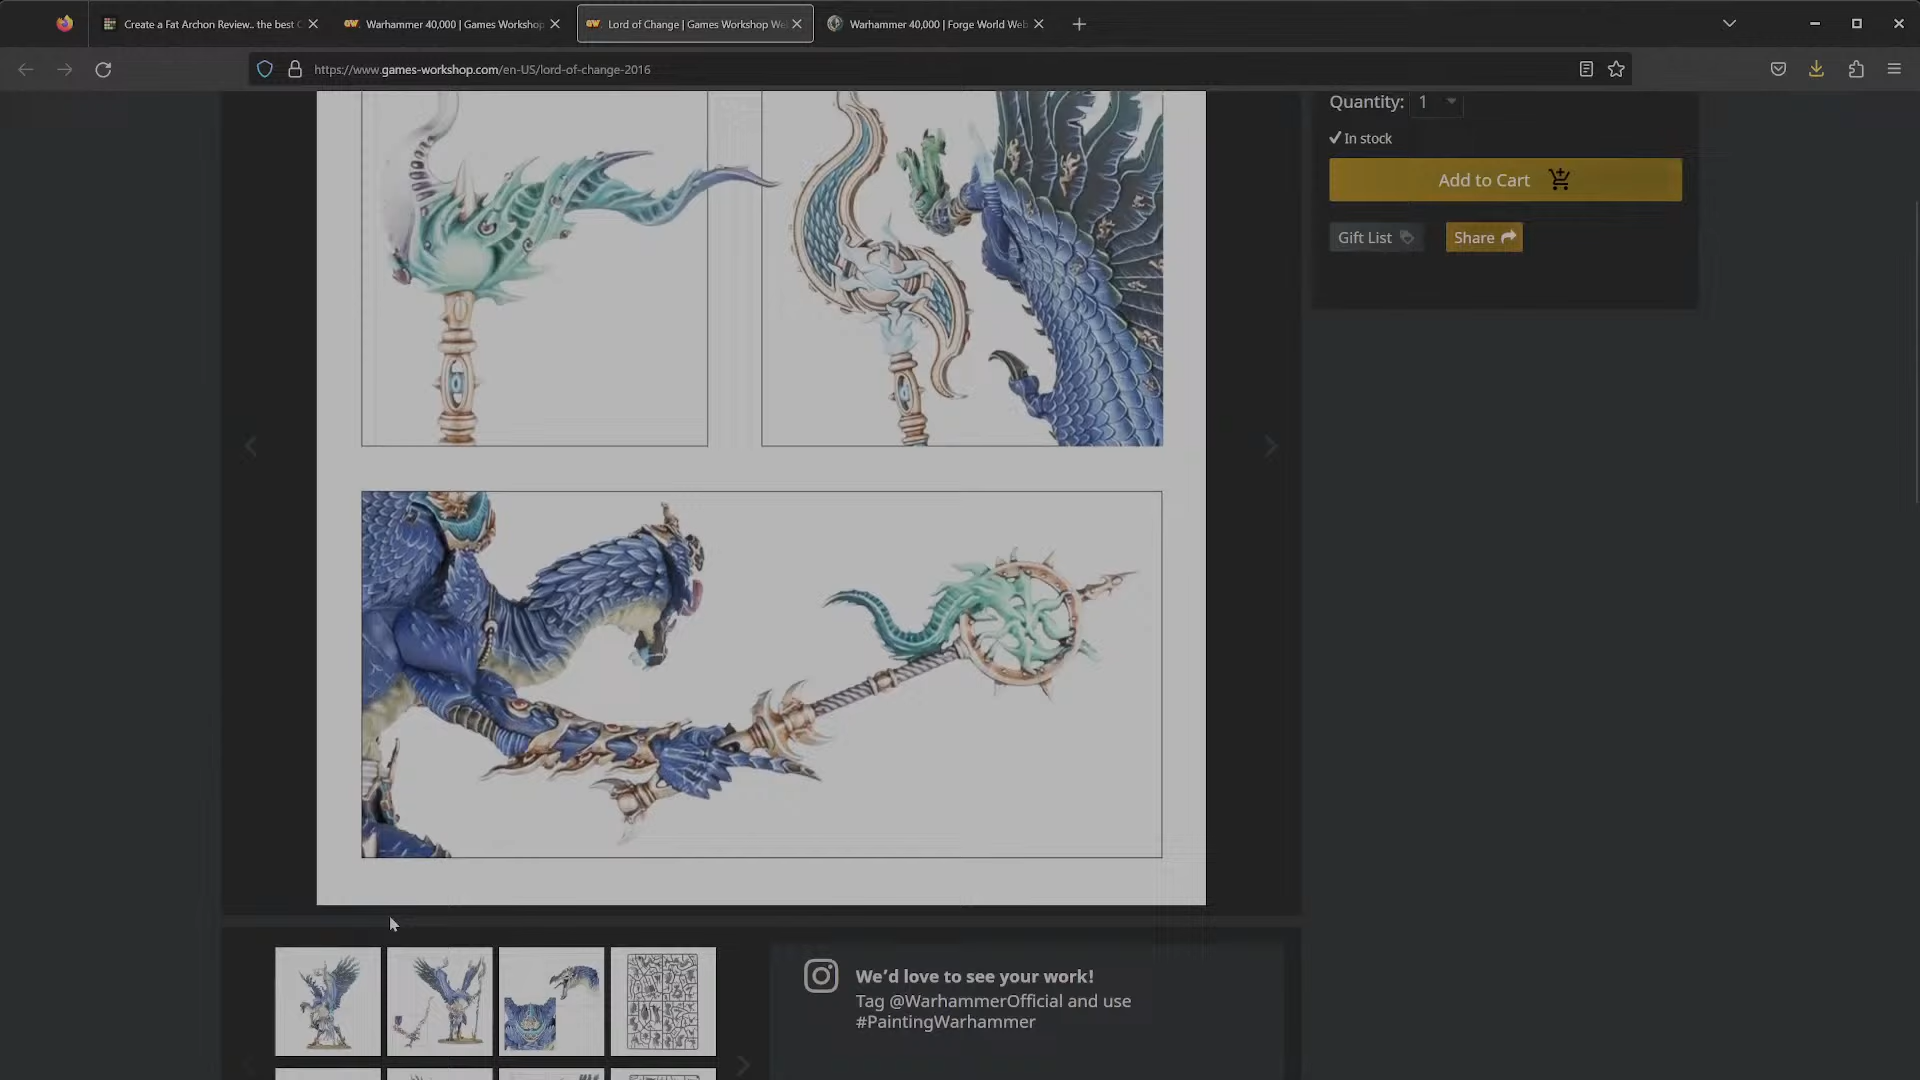 Create a Fat Archon Review.. the best C
GW Warhammer 40,000 | Games Workshop
GW Lord of Change | Games Workshop We
Warhammer 40,000 | Forge World Web
https://www.games-workshop.com/en-US/lord-of-change-2016
Quantity: 1
In stock
Add to Cart
Gift List
Share
We’d love to see your work!
Tag @WarhammerOfficial and use
#PaintingWarhammer